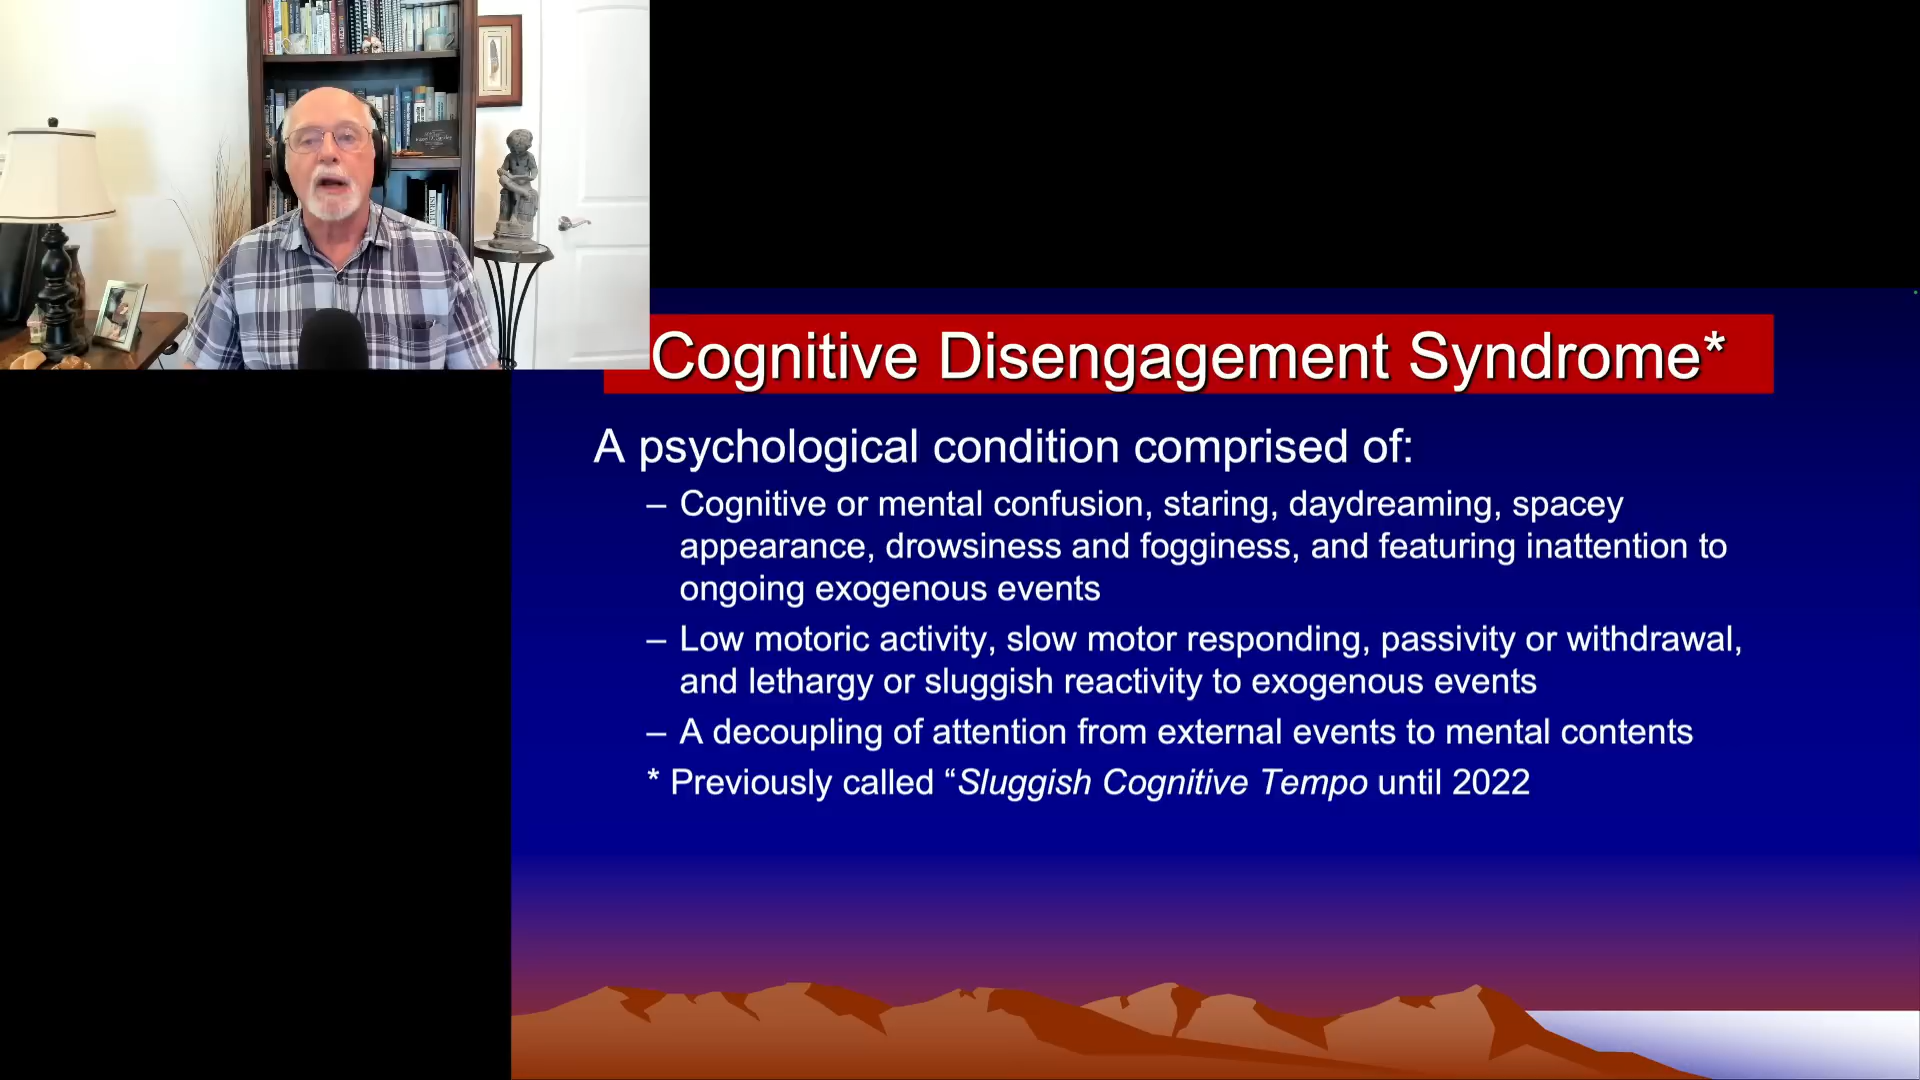 Cognitive Disengagement Syndrome*
A psychological condition comprised of:
– Cognitive or mental confusion, staring, daydreaming, spacey
appearance, drowsiness and fogginess, and featuring inattention to
ongoing exogenous events
– Low motoric activity, slow motor responding, passivity or withdrawal,
and lethargy or sluggish reactivity to exogenous events
– A decoupling of attention from external events to mental contents
* Previously called “Sluggish Cognitive Tempo until 2022